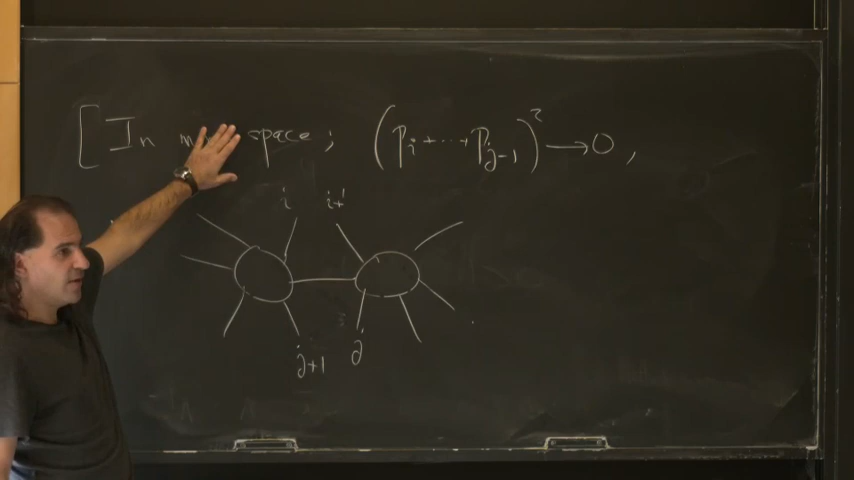 [ In space; (p_i + ... + p_{j-1})^2 → 0,
i i+1
j+1 j